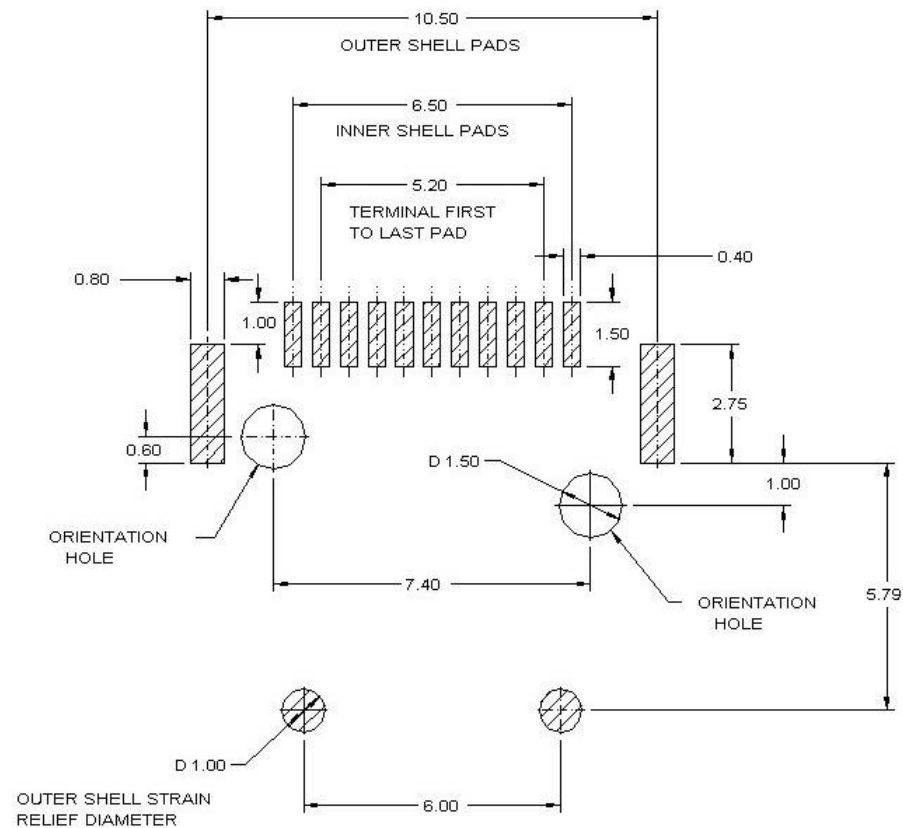 10.50
OUTER SHELL PADS
6.50
INNER SHELL PADS
5.20
TERMINAL FIRST
TO LAST PAD
0.40
0.80
1.00
1.50
2.75
0.60
D 1.50
1.00
ORIENTATION
HOLE
7.40
5.79
ORIENTATION
HOLE
D 1.00
OUTER SHELL STRAIN
RELIEF DIAMETER
6.00